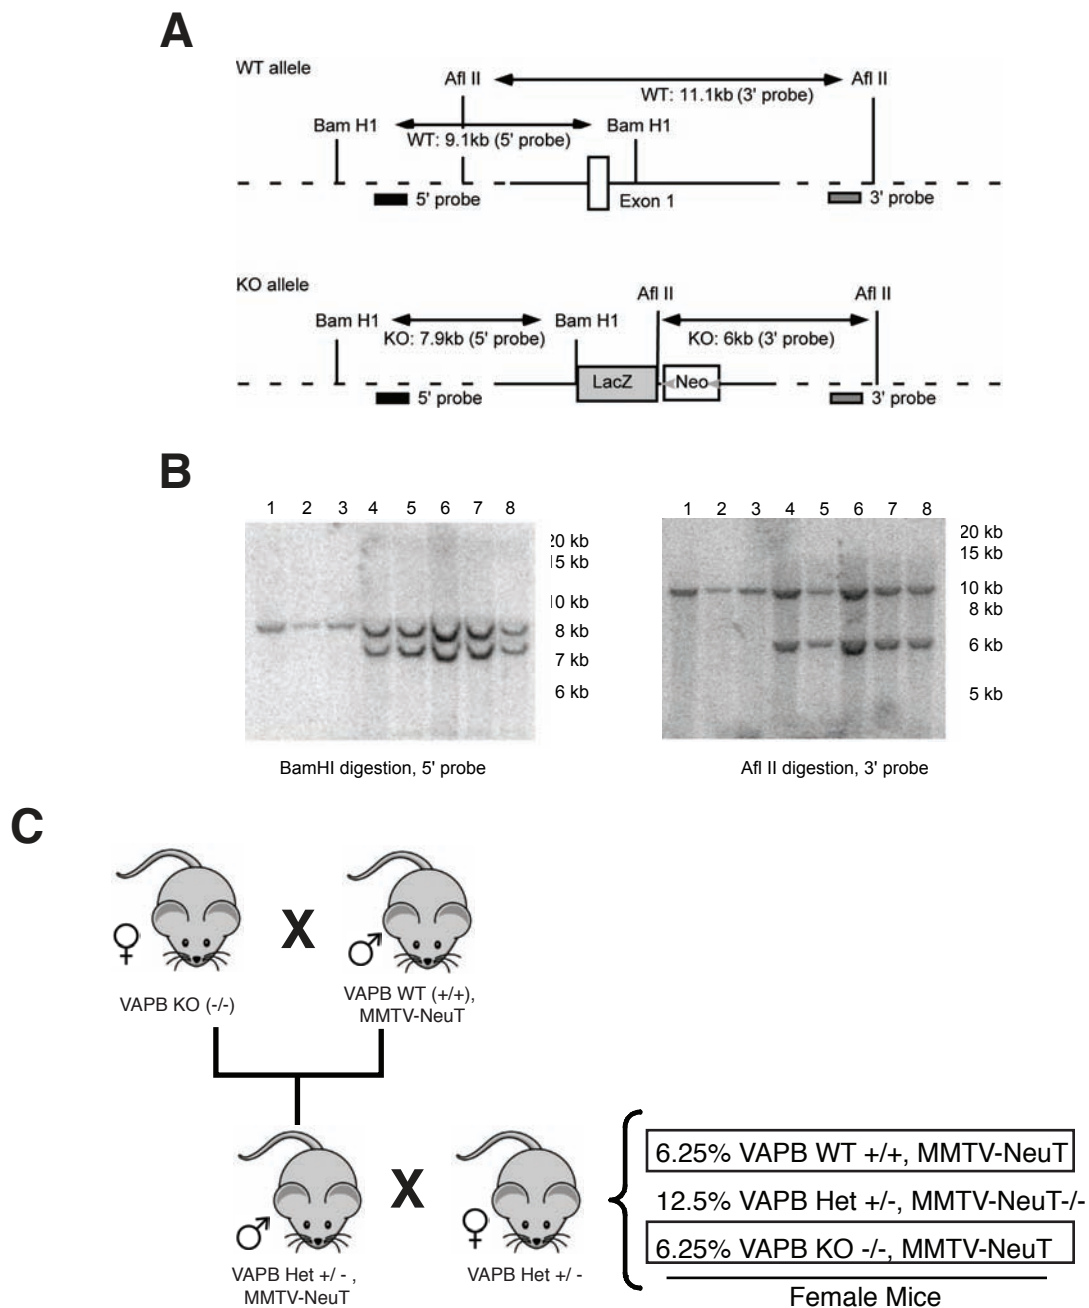 A
WT allele
Afl II
Afl II
WT: 11.1kb (3' probe)
Bam H1
Bam H1
WT: 9.1kb (5' probe)
5' probe
Exon 1
3' probe
KO allele
Afl II
Afl II
Bam H1
Bam H1
KO: 7.9kb (5' probe)
KO: 6kb (3' probe)
LacZ
Neo
5' probe
3' probe
B
1 2 3 4 5 6 7 8
20 kb
15 kb
10 kb
8 kb
7 kb
6 kb
BamHI digestion, 5' probe
1 2 3 4 5 6 7 8
20 kb
15 kb
10 kb
8 kb
6 kb
5 kb
Afl II digestion, 3' probe
C
♀
X
♂
VAPB KO (-/-)
VAPB WT (+/+),
MMTV-NeuT
♂
X
♀
VAPB Het +/ - ,
MMTV-NeuT
VAPB Het +/ -
6.25% VAPB WT +/+, MMTV-NeuT
12.5% VAPB Het +/-, MMTV-NeuT-/-
6.25% VAPB KO -/-, MMTV-NeuT
Female Mice